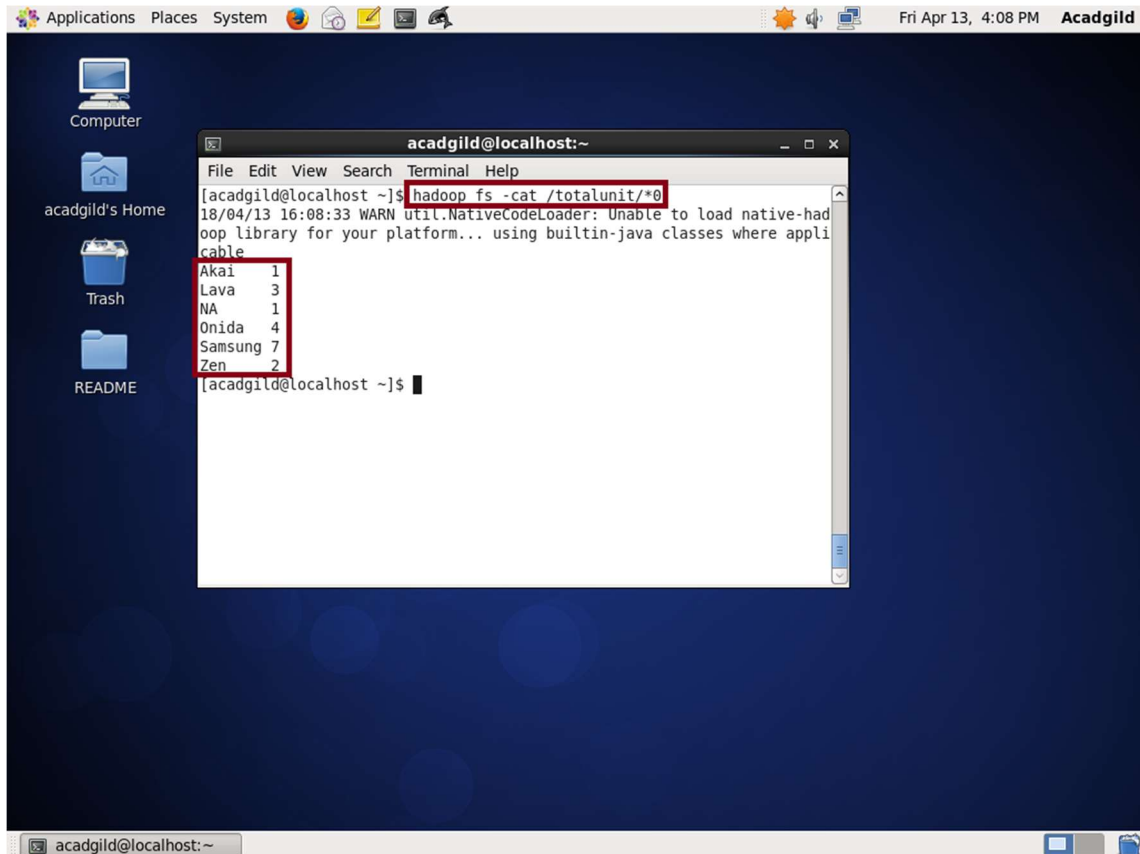 Applications Places System Fri Apr 13, 4:08 PM Acadgild
Computer
acadgild's Home
Trash
README
acadgild@localhost:~
File Edit View Search Terminal Help
[acadgild@localhost ~]$ hadoop fs -cat /totalunit/*0
18/04/13 16:08:33 WARN util.NativeCodeLoader: Unable to load native-had
oop library for your platform... using builtin-java classes where appli
cable
Akai 1
Lava 3
NA 1
Onida 4
Samsung 7
Zen 2
[acadgild@localhost ~]$
acadgild@localhost:~